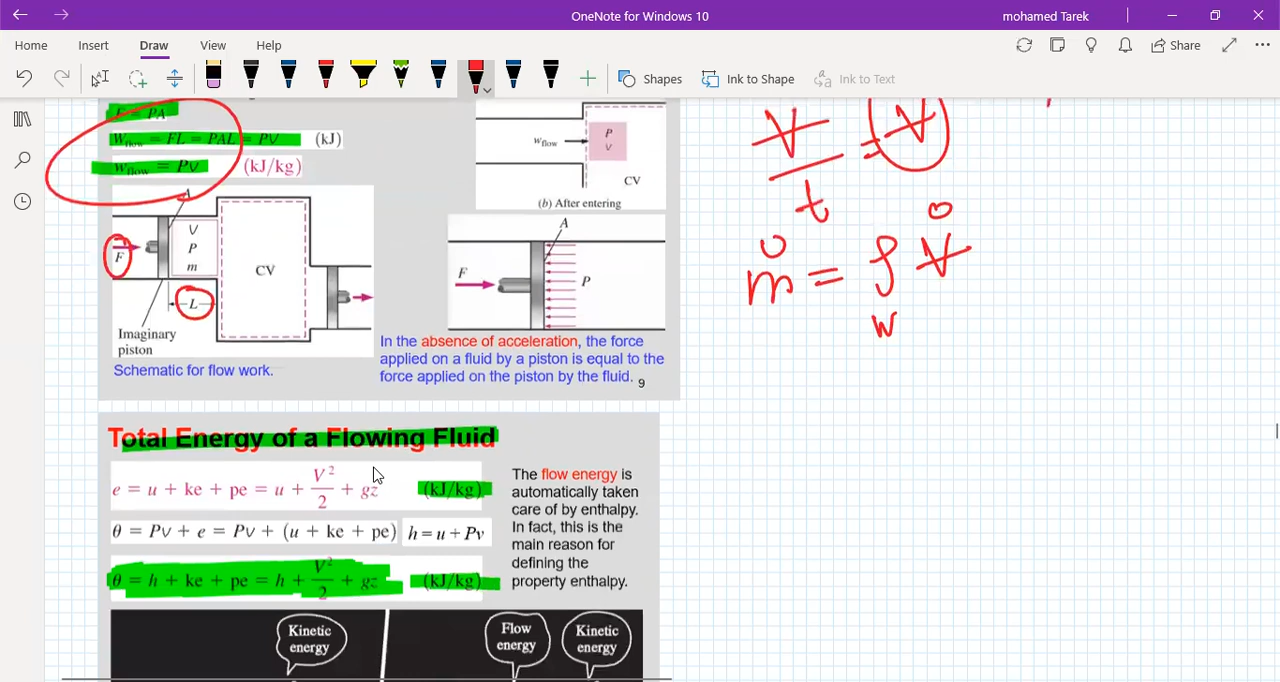 OneNote for Windows 10
mohamed Tarek
Home Insert Draw View Help
Share
Shapes
Ink to Shape
Ink to Text
F = PA
W flow = FL = PAL = PV (kJ)
w flow = Pv (kJ/kg)
A
V
P
m
F
L
CV
Imaginary
piston
Schematic for flow work.
w flow
P
v
CV
(b) After entering
A
F
P
In the absence of acceleration, the force
applied on a fluid by a piston is equal to the
force applied on the piston by the fluid.
9
V/t = V
ṁ = ρ V̇
w
Total Energy of a Flowing Fluid
e = u + ke + pe = u + V²/2 + gz (kJ/kg)
θ = Pv + e = Pv + (u + ke + pe) h = u + Pv
θ = h + ke + pe = h + V²/2 + gz (kJ/kg)
The flow energy is
automatically taken
care of by enthalpy.
In fact, this is the
main reason for
defining the
property enthalpy.
Kinetic
energy
Flow
energy
Kinetic
energy